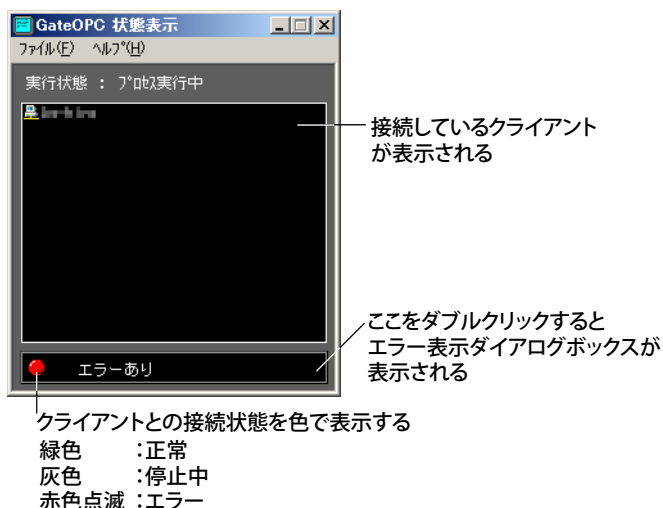 GateOPC 状態表示
ファイル(F) ヘルプ(H)
実行状態 : プロセス実行中
接続しているクライアント
が表示される
ここをダブルクリックすると
エラー表示ダイアログボックスが
表示される
エラーあり
クライアントとの接続状態を色で表示する
緑色 :正常
灰色 :停止中
赤色点滅 :エラー